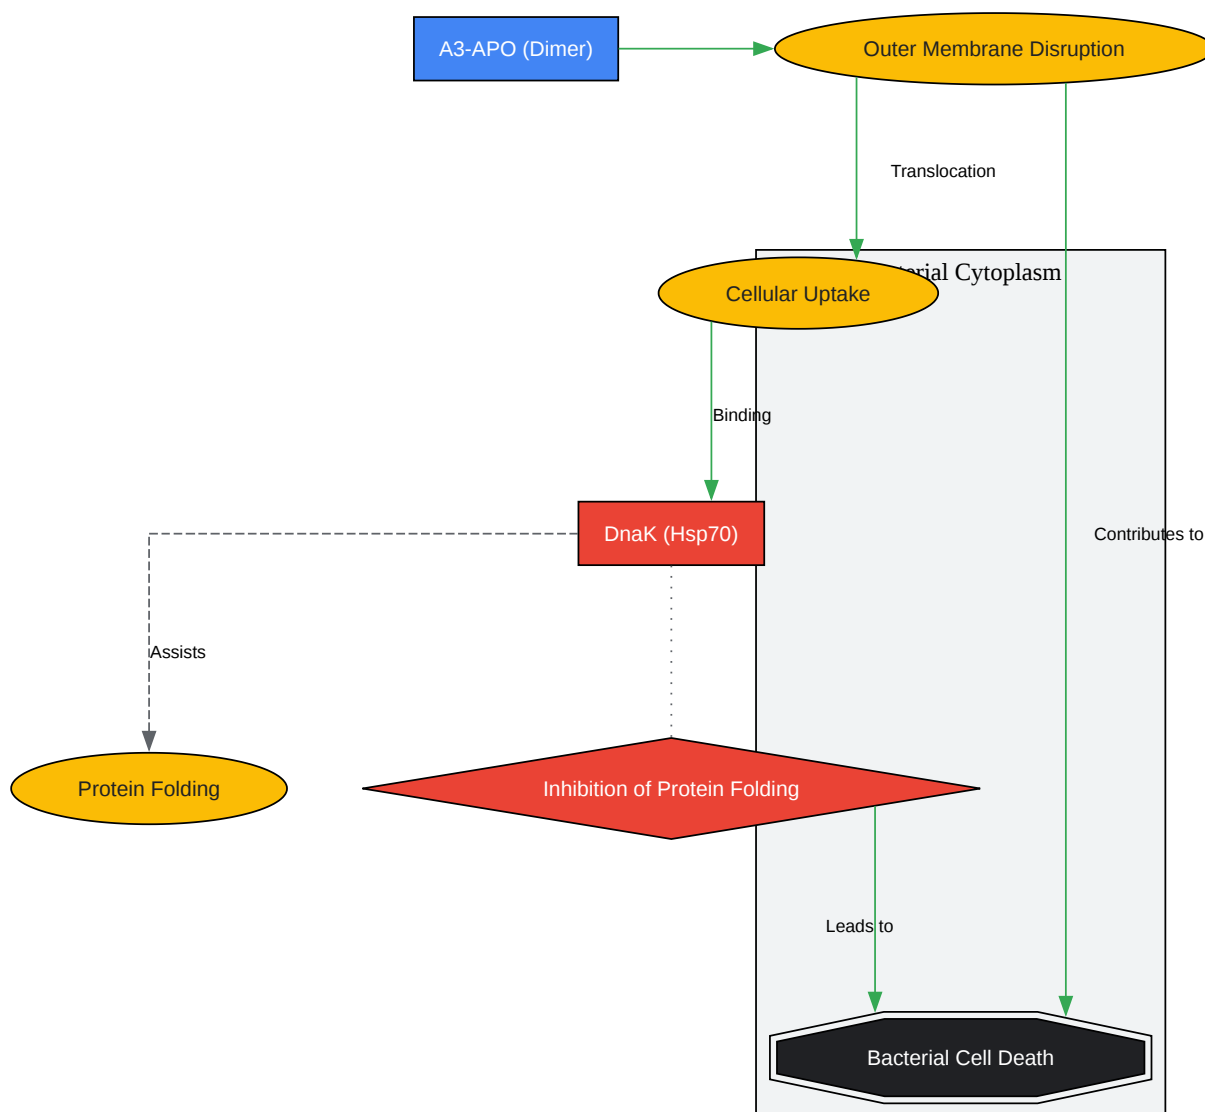 A3-APO (Dimer)
Outer Membrane Disruption
Translocation
Cytoplasm
Cellular Uptake
Binding
DnaK (Hsp70)
Contributes to
Assists
Protein Folding
Inhibition of Protein Folding
Leads to
Bacterial Cell Death